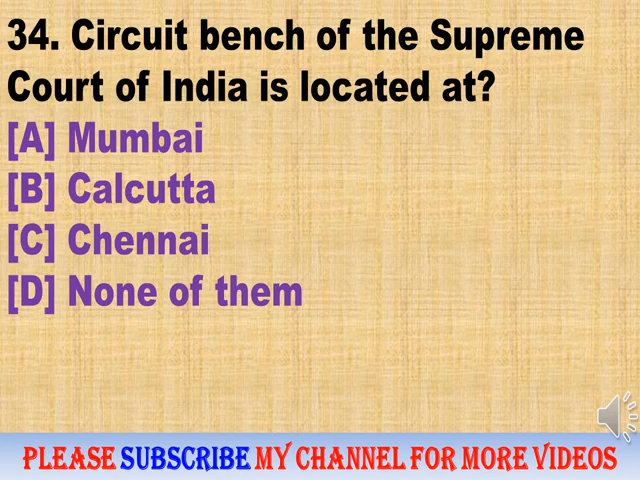 34. Circuit bench of the Supreme
Court of India is located at?
[A] Mumbai
[B] Calcutta
[C] Chennai
[D] None of them
PLEASE SUBSCRIBE MY CHANNEL FOR MORE VIDEOS